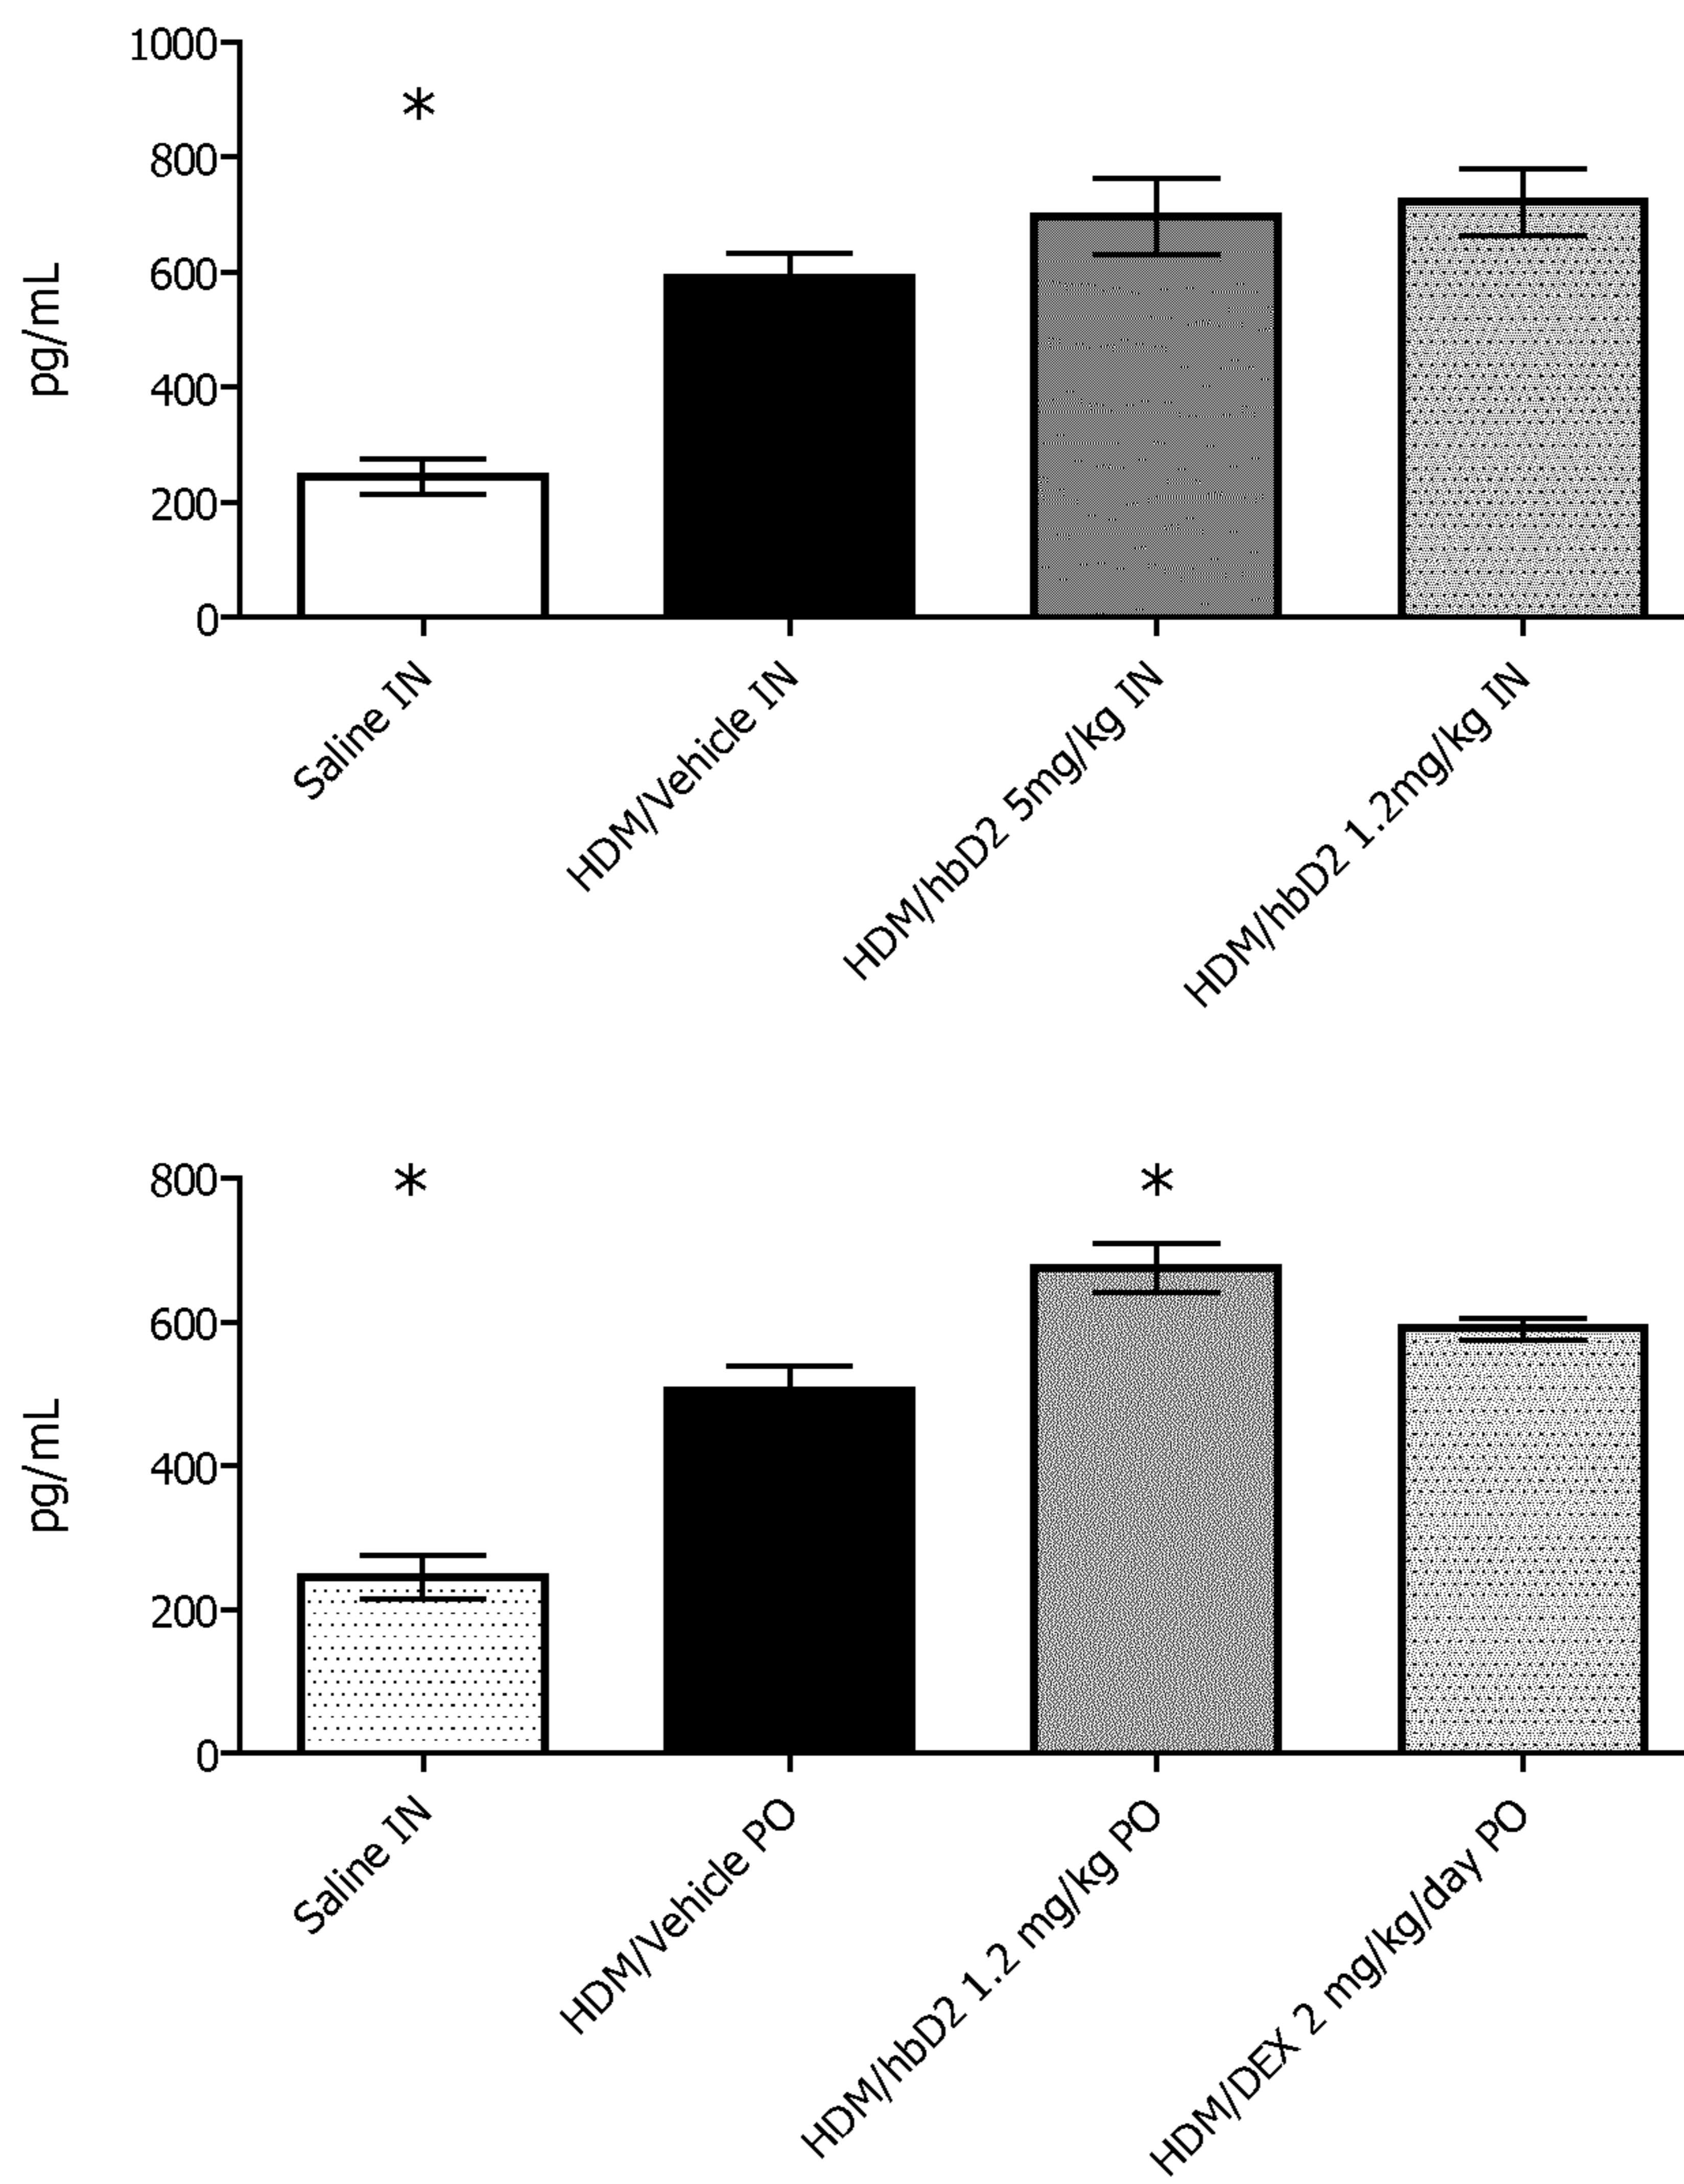 1000
*
800
600
400
200
0
pg/mL
Saline IN
HDM/Vehicle IN
HDM/hbD2 5mg/kg IN
HDM/hbD2 1.2mg/kg IN
800
*
*
600
400
200
0
pg/mL
Saline IN
HDM/Vehicle PO
HDM/hbD2 1.2 mg/kg PO
HDM/DEX 2 mg/kg/day PO